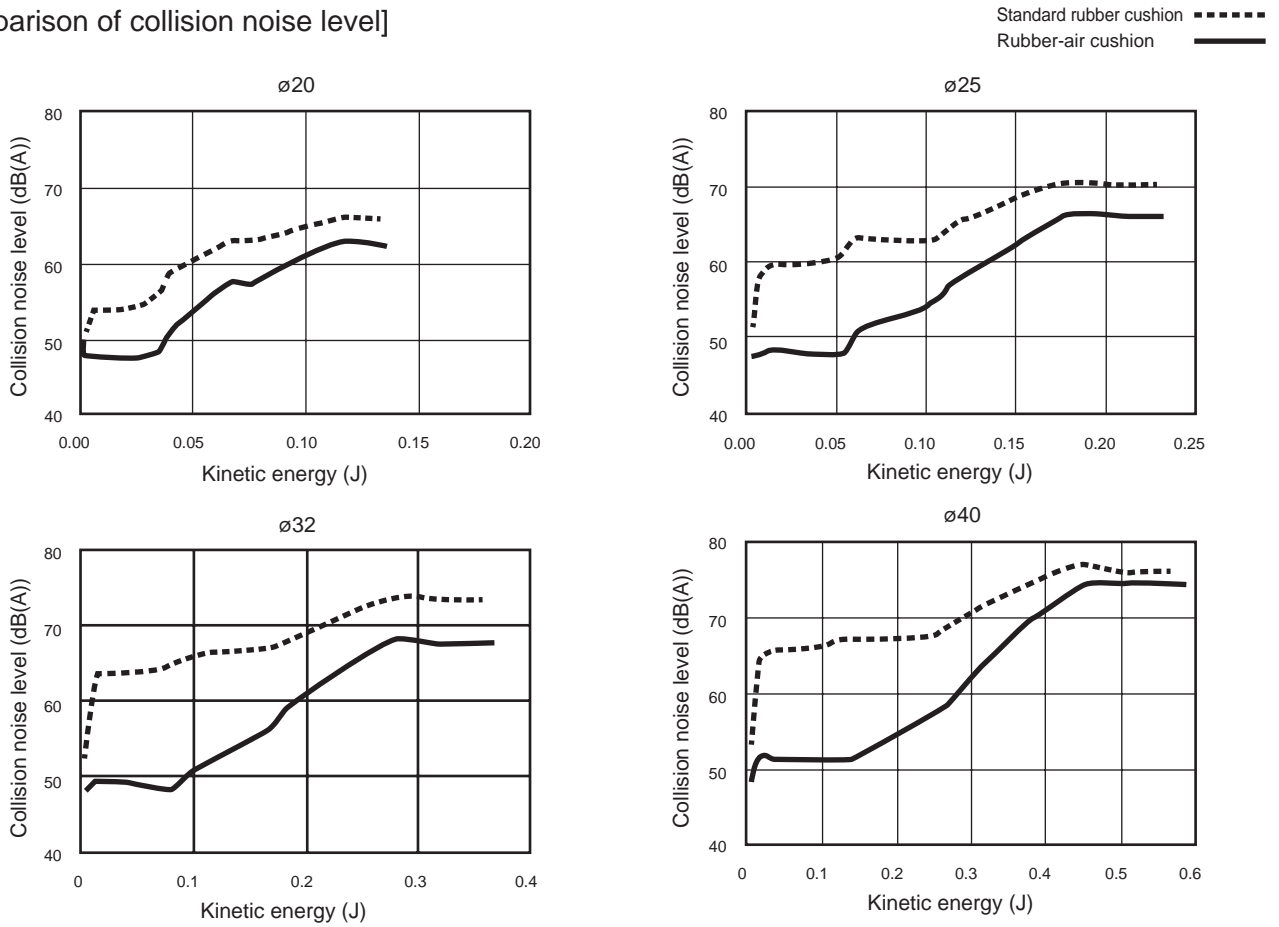 parison of collision noise level]
Standard rubber cushion
Rubber-air cushion
ø20
Collision noise level (dB(A))
80
70
60
50
40
0.00 0.05 0.10 0.15 0.20
Kinetic energy (J)
ø25
Collision noise level (dB(A))
80
70
60
50
40
0.00 0.05 0.10 0.15 0.20 0.25
Kinetic energy (J)
ø32
Collision noise level (dB(A))
80
70
60
50
40
0 0.1 0.2 0.3 0.4
Kinetic energy (J)
ø40
Collision noise level (dB(A))
80
70
60
50
40
0 0.1 0.2 0.3 0.4 0.5 0.6
Kinetic energy (J)